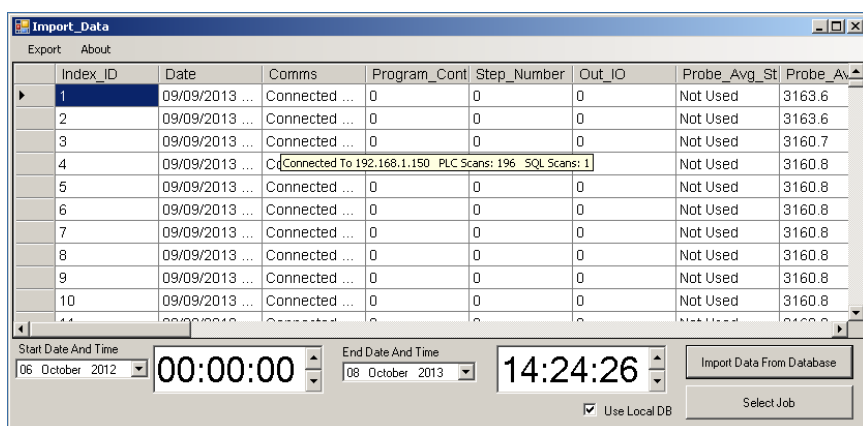 Import_Data
Export About
Index_ID Date Comms Program_Cont Step_Number Out_IO Probe_Avg_St Probe_Av
1 09/09/2013 ... Connected ... 0 0 0 Not Used 3163.6
2 09/09/2013 ... Connected ... 0 0 0 Not Used 3163.6
3 09/09/2013 ... Connected ... 0 0 0 Not Used 3160.7
4 09/09/2013 ... Connected To 192.168.1.150 PLC Scans: 196 SQL Scans: 1 Not Used 3160.8
5 09/09/2013 ... Connected ... 0 0 0 Not Used 3160.8
6 09/09/2013 ... Connected ... 0 0 0 Not Used 3160.8
7 09/09/2013 ... Connected ... 0 0 0 Not Used 3160.8
8 09/09/2013 ... Connected ... 0 0 0 Not Used 3160.8
9 09/09/2013 ... Connected ... 0 0 0 Not Used 3160.8
10 09/09/2013 ... Connected ... 0 0 0 Not Used 3160.8
Start Date And Time End Date And Time
06 October 2012 00:00:00 08 October 2013 14:24:26 Import Data From Database
Use Local DB Select Job